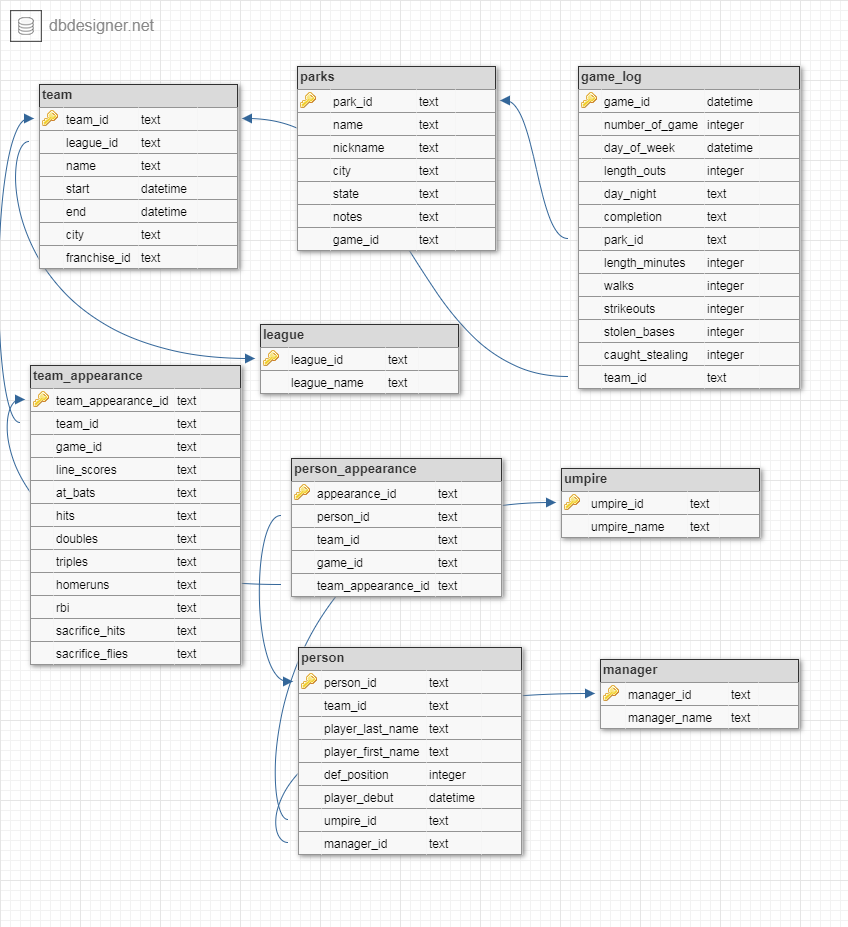 dbdesigner.net
team
team_id text
league_id text
name text
start datetime
end datetime
city text
franchise_id text
parks
park_id text
name text
nickname text
city text
state text
notes text
game_id text
game_log
game_id datetime
number_of_game integer
day_of_week datetime
length_outs integer
day_night text
completion text
park_id text
length_minutes integer
walks integer
strikeouts integer
stolen_bases integer
caught_stealing integer
team_id text
league
league_id text
league_name text
team_appearance
team_appearance_id text
team_id text
game_id text
line_scores text
at_bats text
hits text
doubles text
triples text
homeruns text
rbi text
sacrifice_hits text
sacrifice_flies text
person_appearance
appearance_id text
person_id text
team_id text
game_id text
team_appearance_id text
umpire
umpire_id text
umpire_name text
person
person_id text
team_id text
player_last_name text
player_first_name text
def_position integer
player_debut datetime
umpire_id text
manager_id text
manager
manager_id text
manager_name text